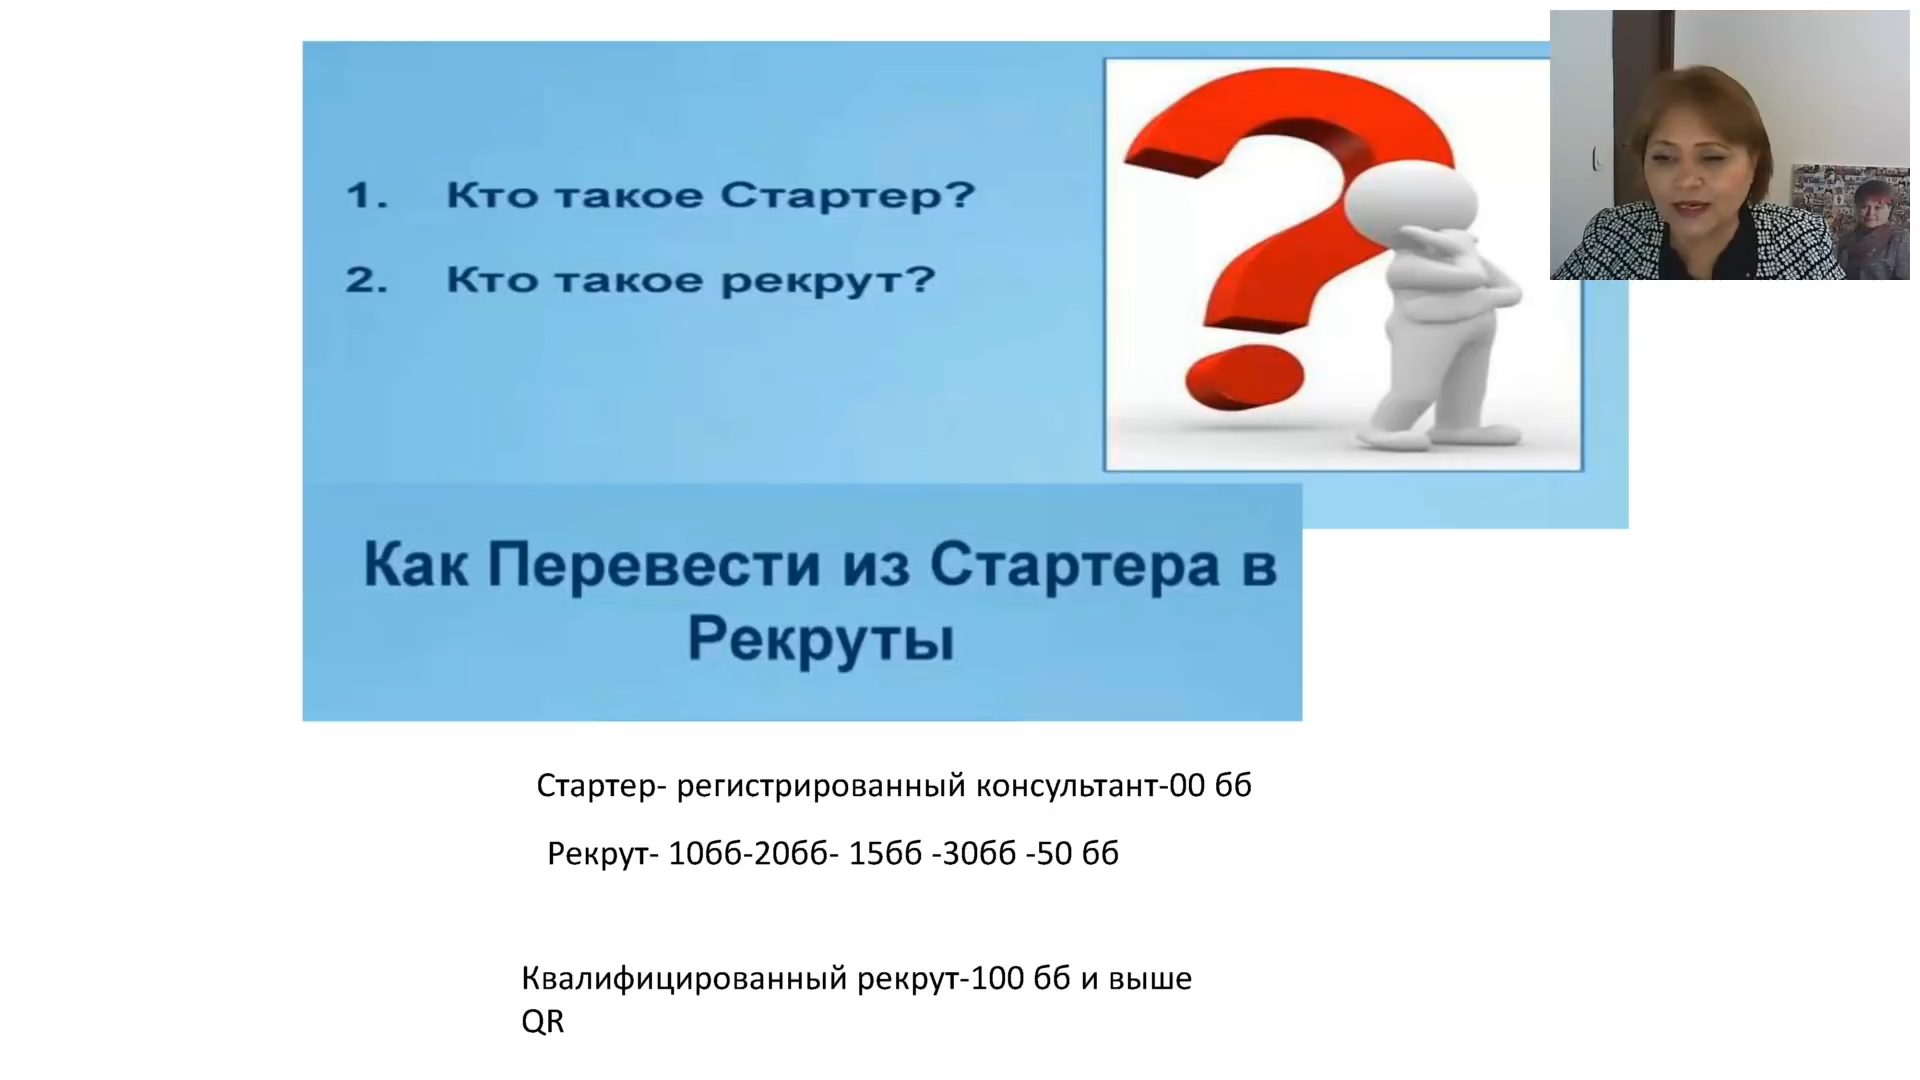 1. Кто такое Стартер?
2. Кто такое рекрут?
Как Перевести из Стартера в
Рекруты
Стартер- регистрированный консультант-00 бб
Рекрут- 10бб-20бб- 15бб -30бб -50 бб
Квалифицированный рекрут-100 бб и выше
QR